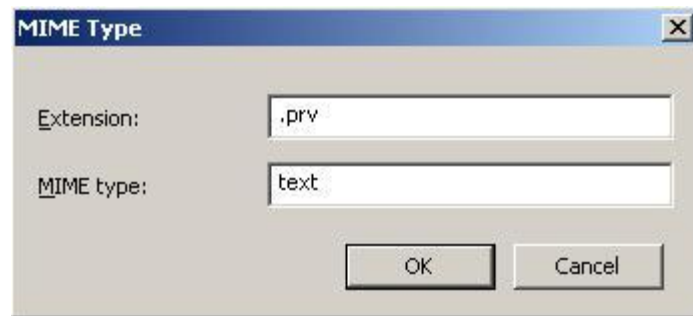 MIME Type
Extension: .prv
MIME type: text
OK Cancel